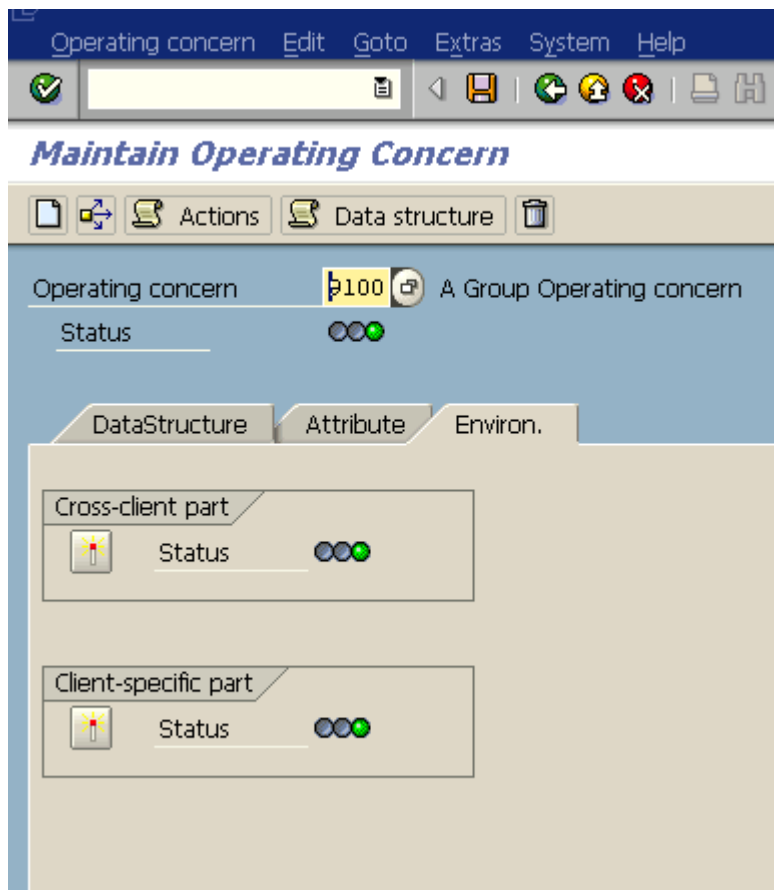 Operating concern Edit Goto Extras System Help
Maintain Operating Concern
Actions Data structure
Operating concern 9100 A Group Operating concern
Status
DataStructure Attribute Environ.
Cross-client part
Status
Client-specific part
Status